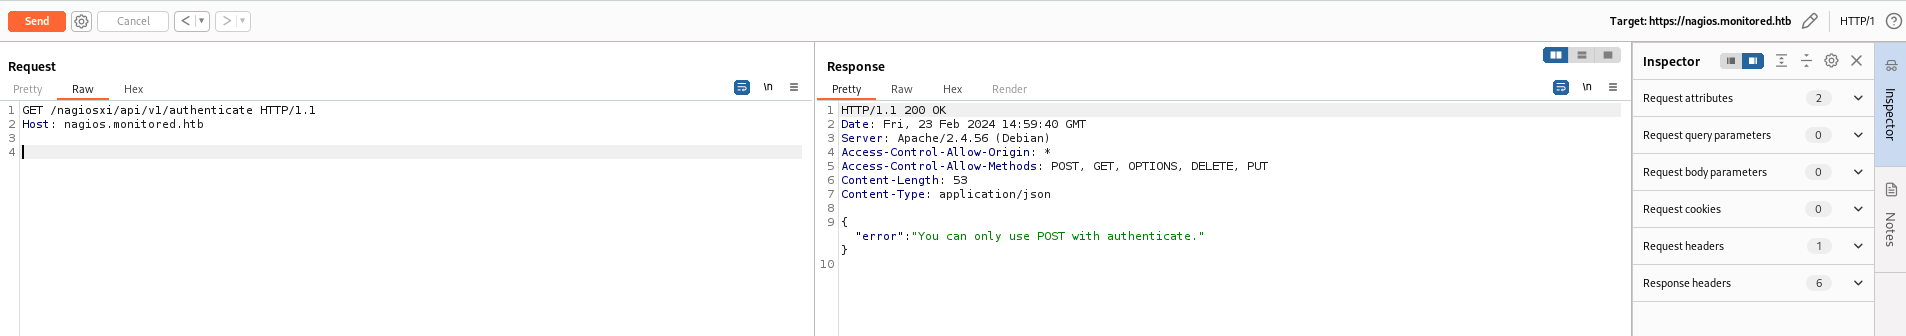 Send
Cancel
Target: https://nagios.monitored.htb
HTTP/1
Request
Pretty
Raw
Hex
\n
1 GET /nagiosxi/api/v1/authenticate HTTP/1.1
2 Host: nagios.monitored.htb
3
4
Response
Pretty
Raw
Hex
Render
\n
1 HTTP/1.1 200 OK
2 Date: Fri, 23 Feb 2024 14:59:40 GMT
3 Server: Apache/2.4.56 (Debian)
4 Access-Control-Allow-Origin: *
5 Access-Control-Allow-Methods: POST, GET, OPTIONS, DELETE, PUT
6 Content-Length: 53
7 Content-Type: application/json
8
9 {
"error":"You can only use POST with authenticate."
}
10
Inspector
Request attributes 2
Request query parameters 0
Request body parameters 0
Request cookies 0
Request headers 1
Response headers 6
Inspector
Notes